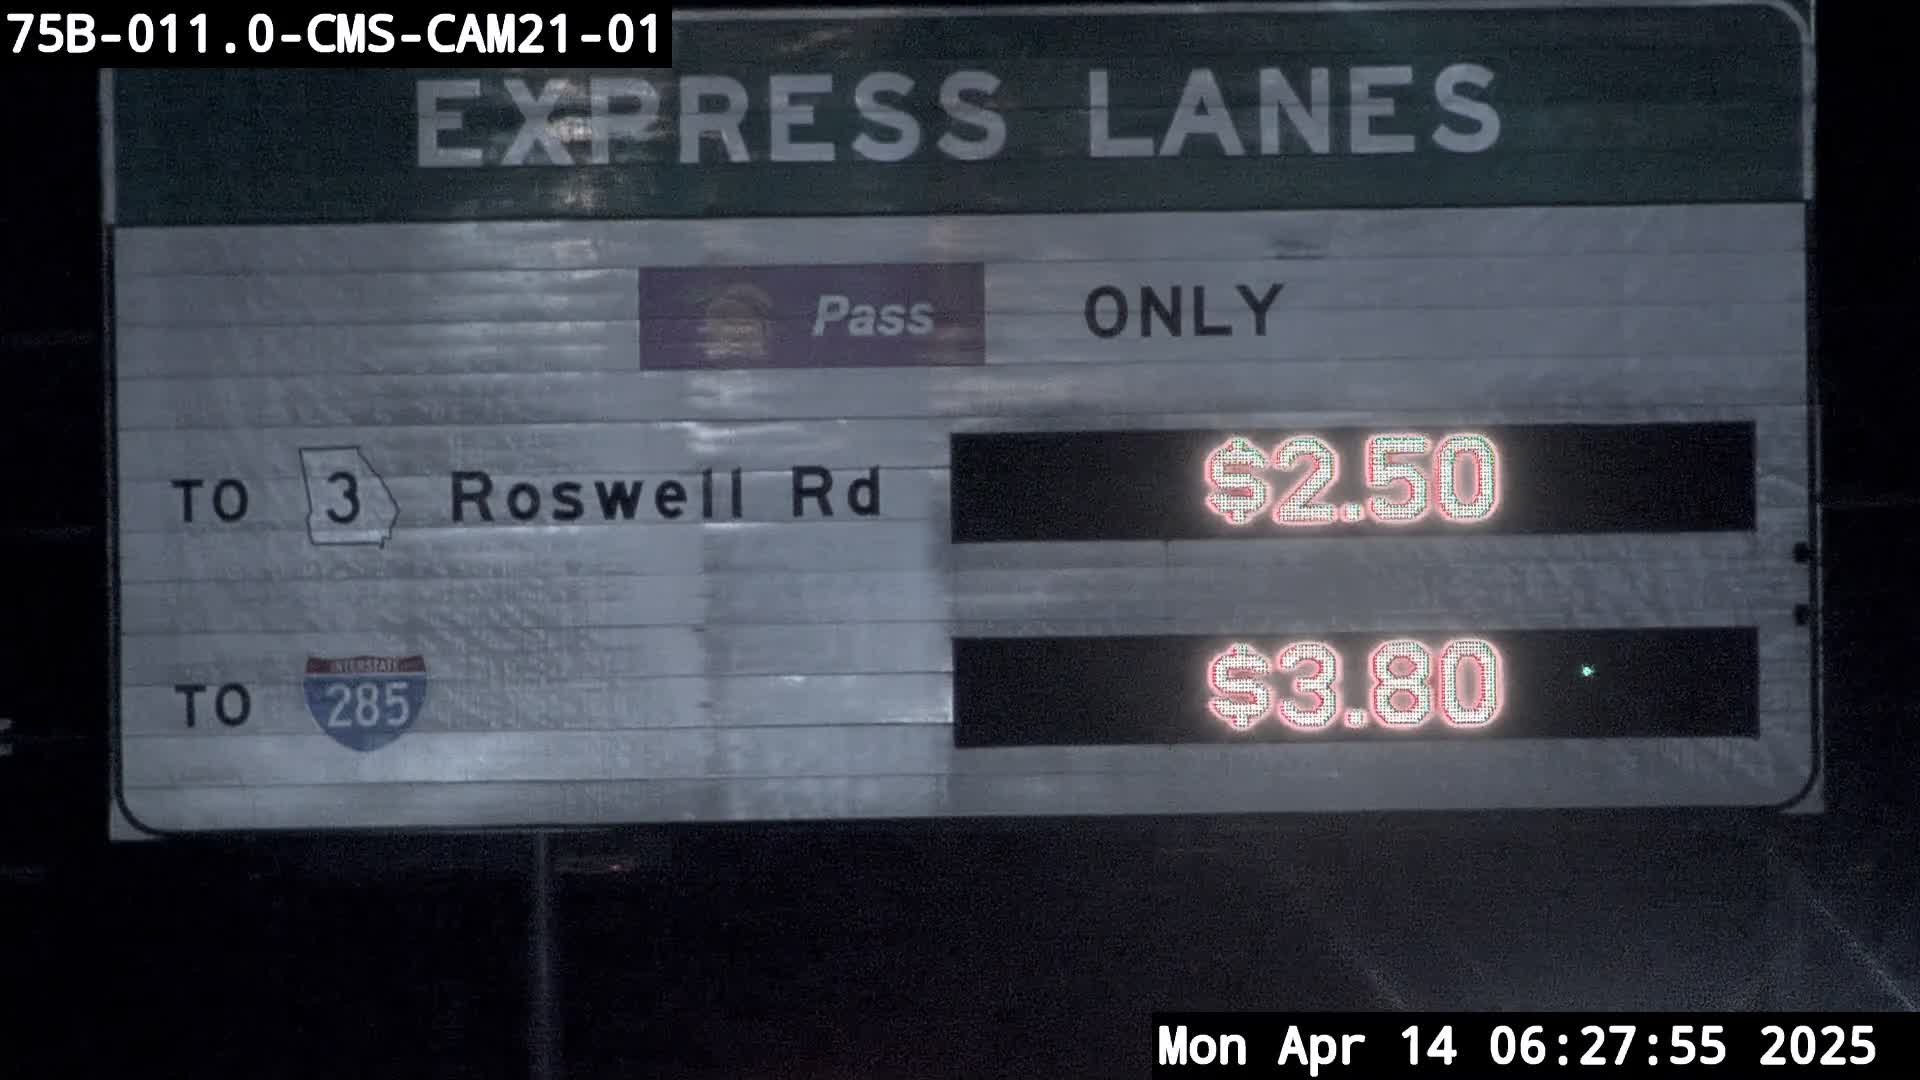 75B-011.0-CMS-CAM21-01
EXPRESS LANES
Pass ONLY
TO 3 Roswell Rd $2.50
INTERSTATE
TO 285 $3.80
Mon Apr 14 06:27:55 2025